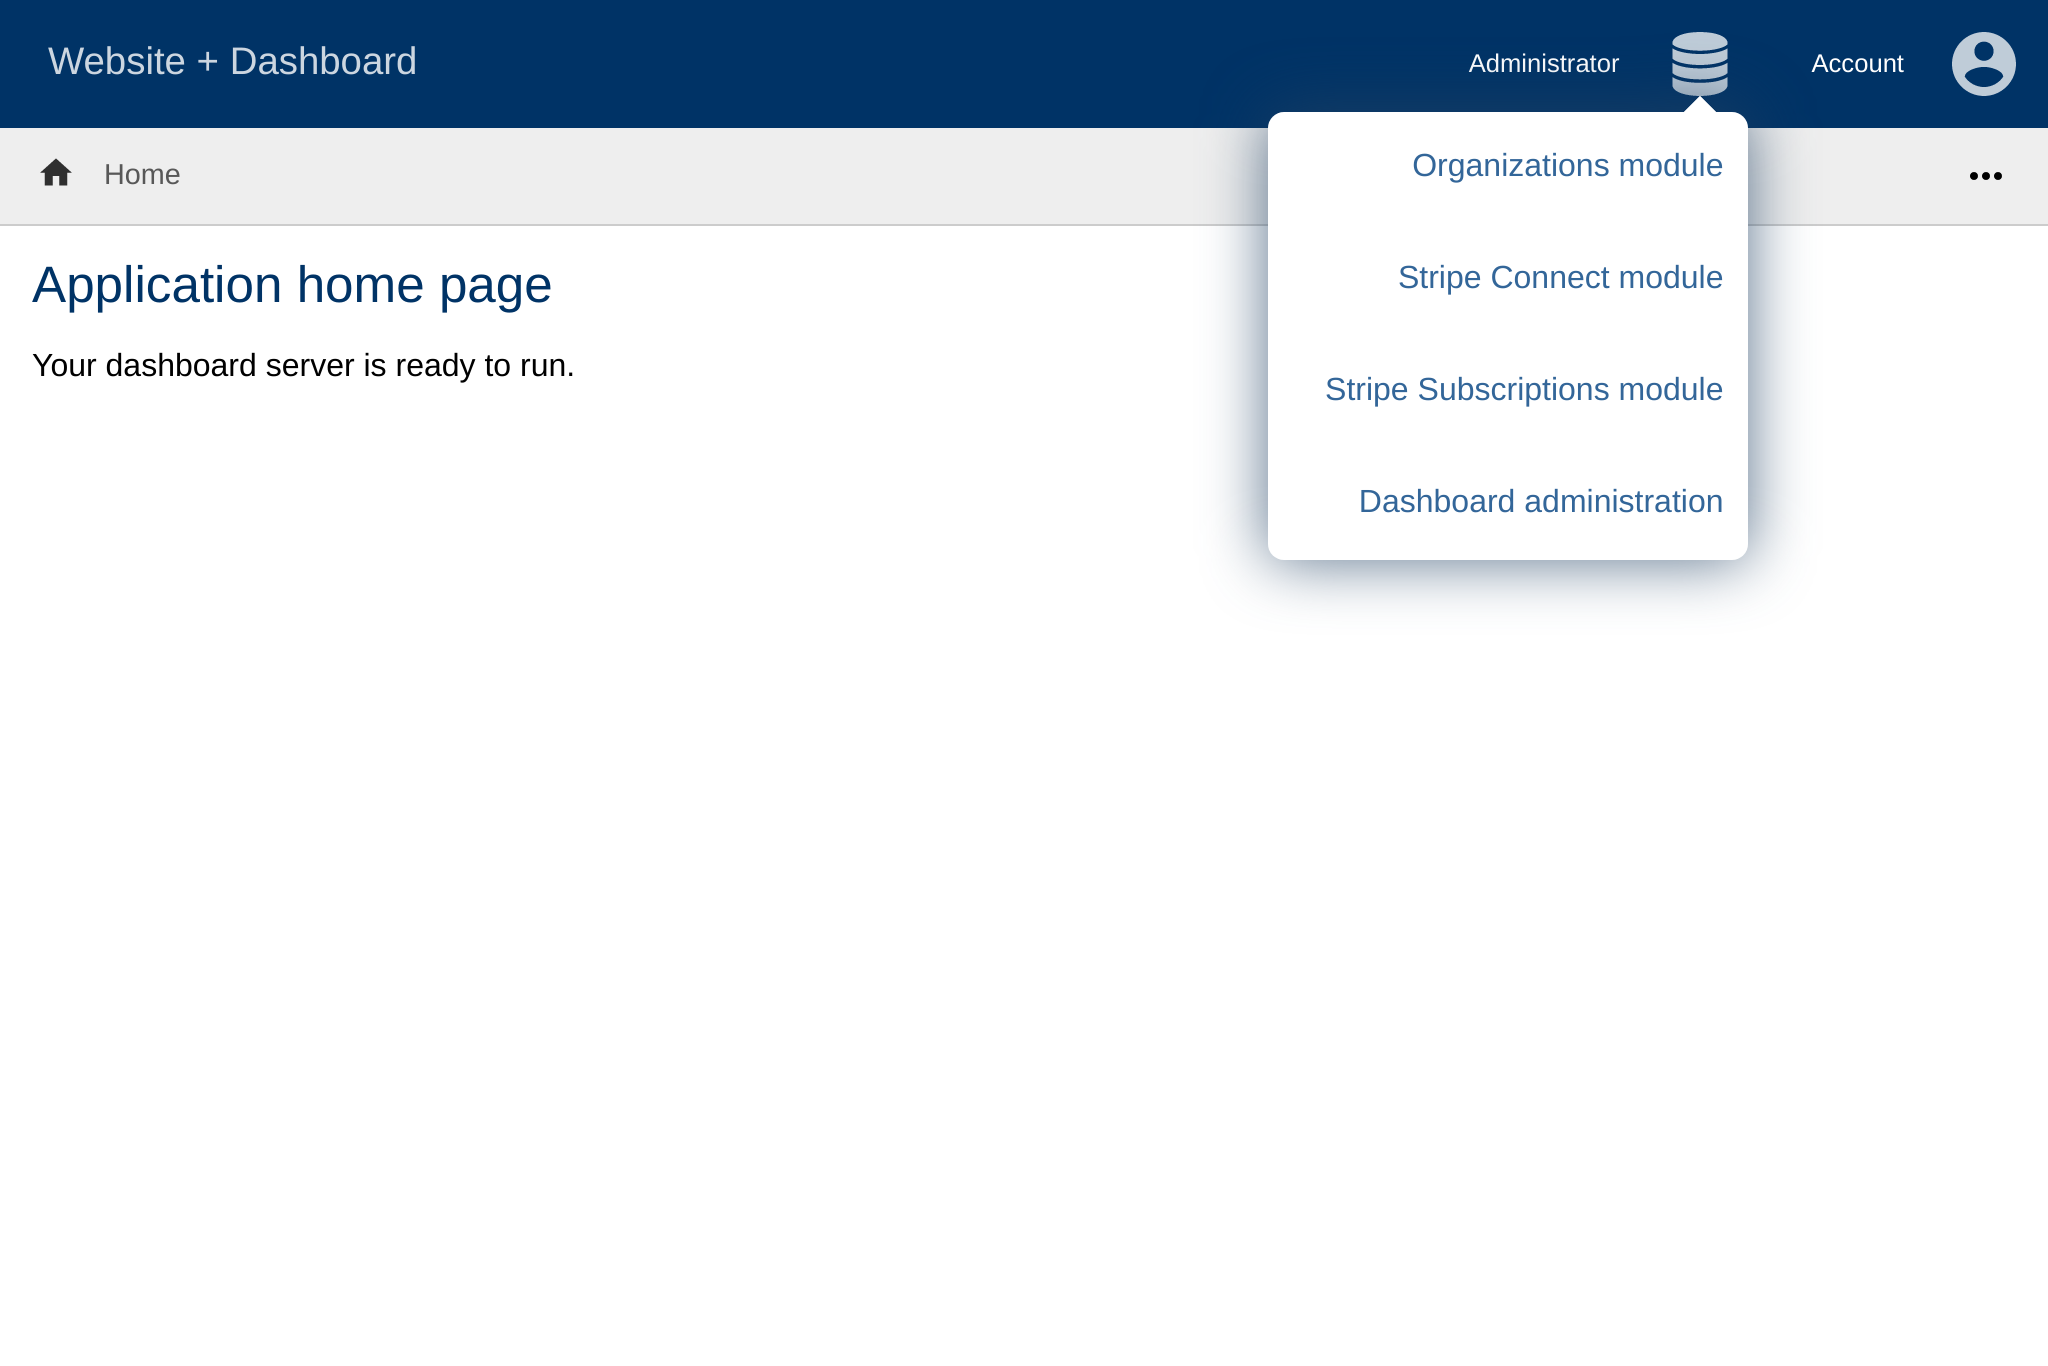 Website + Dashboard
Administrator
Account
Home
Organizations module
Stripe Connect module
Stripe Subscriptions module
Dashboard administration
Application home page
Your dashboard server is ready to run.